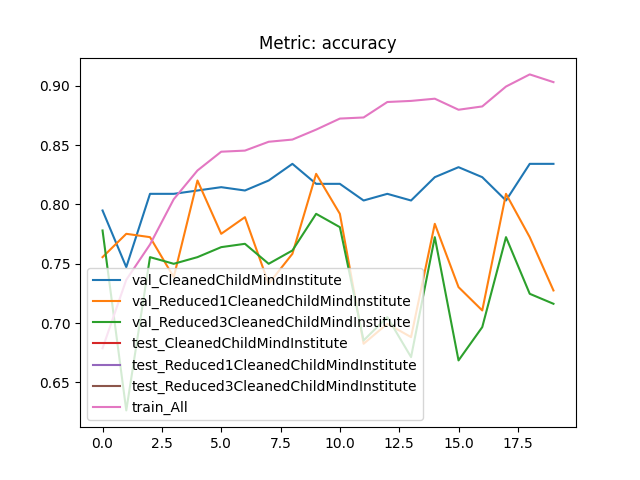 Metric: accuracy
0.90
0.85
0.80
0.75
0.70
0.65
val_CleanedChildMindInstitute
val_Reduced1CleanedChildMindInstitute
val_Reduced3CleanedChildMindInstitute
test_CleanedChildMindInstitute
test_Reduced1CleanedChildMindInstitute
test_Reduced3CleanedChildMindInstitute
train_All
0.0 2.5 5.0 7.5 10.0 12.5 15.0 17.5